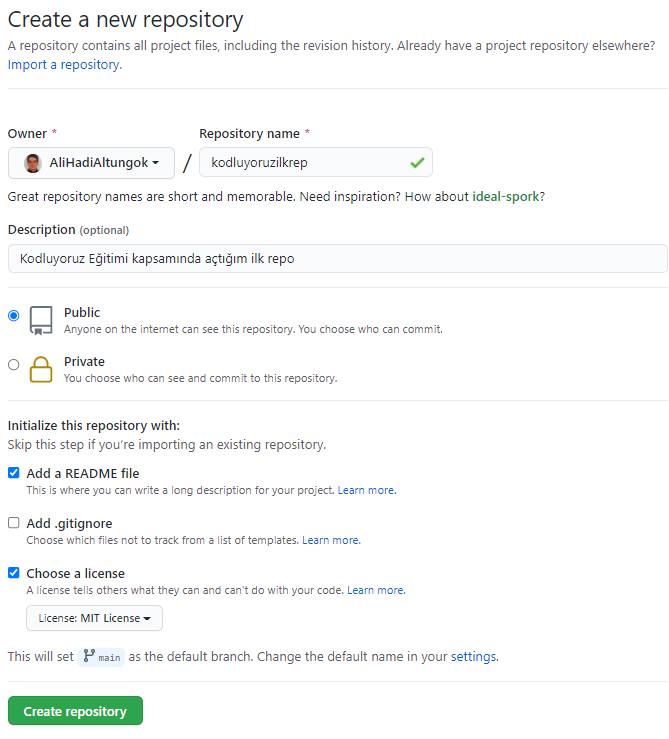 Create a new repository
A repository contains all project files, including the revision history. Already have a project repository elsewhere?
Import a repository.
Owner *
Repository name *
AliHadiAltungok
/
kodluyoruzilkrep
Great repository names are short and memorable. Need inspiration? How about ideal-spork?
Description (optional)
Kodluyoruz Eğitimi kapsamında açtığım ilk repo
Public
Anyone on the internet can see this repository. You choose who can commit.
Private
You choose who can see and commit to this repository.
Initialize this repository with:
Skip this step if you’re importing an existing repository.
Add a README file
This is where you can write a long description for your project. Learn more.
Add .gitignore
Choose which files not to track from a list of templates. Learn more.
Choose a license
A license tells others what they can and can't do with your code. Learn more.
License: MIT License
This will set main as the default branch. Change the default name in your settings.
Create repository